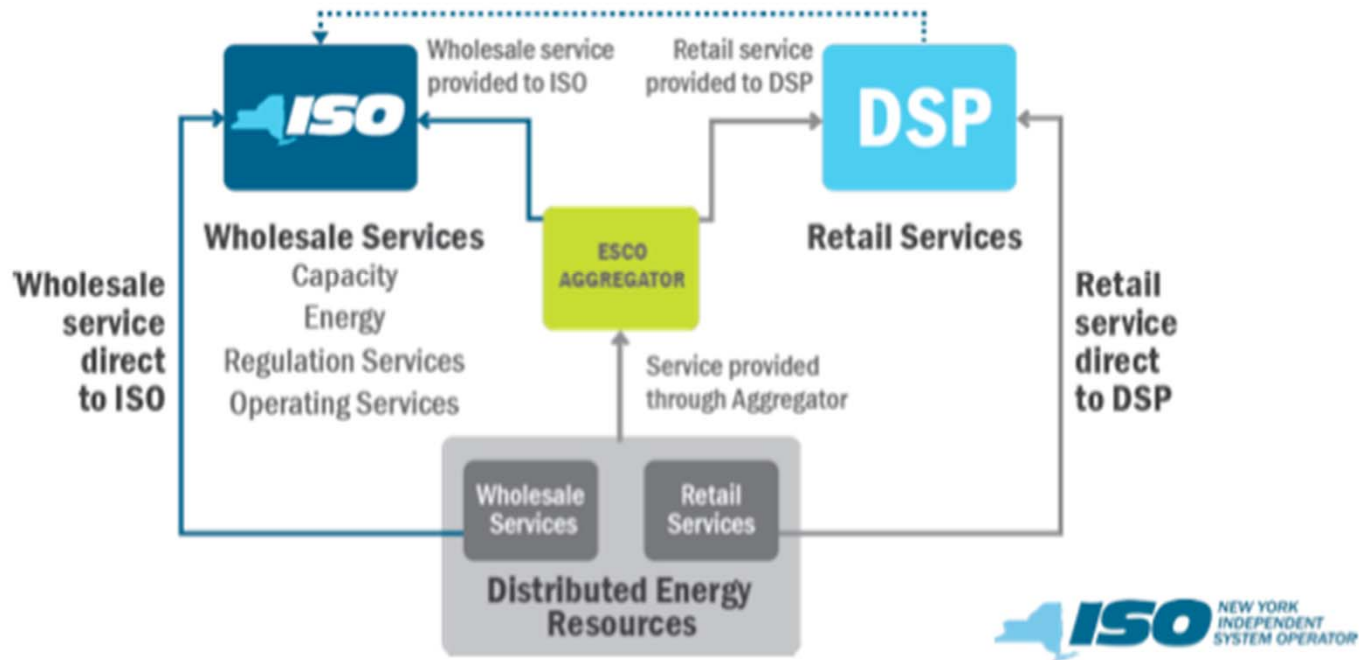 Wholesale service
provided to ISO
Retail service
provided to DSP
ISO
DSP
Wholesale Services
Capacity
Energy
Regulation Services
Operating Services
ESCO
AGGREGATOR
Retail Services
Wholesale
service
direct
to ISO
Retail
service
direct
to DSP
Service provided
through Aggregator
Wholesale
Services
Retail
Services
Distributed Energy
Resources
ISO
NEW YORK
INDEPENDENT
SYSTEM OPERATOR